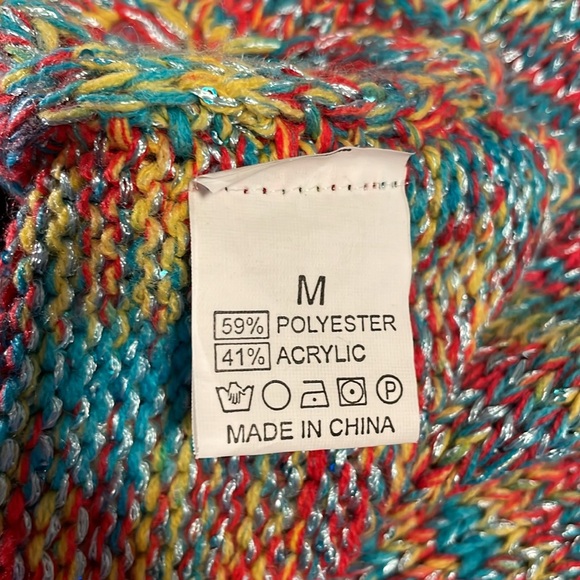 M
59% POLYESTER
41% ACRYLIC
P
MADE IN CHINA